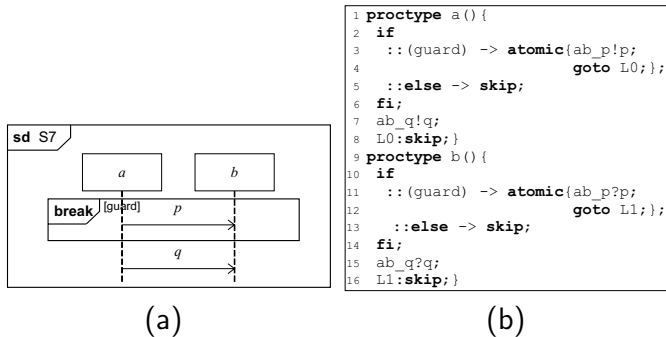 sd S7
a
b
break
[guard]
p
q
(a)
1 proctype a(){
2 if
3 ::(guard) -> atomic{ab_p!p;
4 goto L0;};
5 ::else -> skip;
6 fi;
7 ab_q!q;
8 L0:skip;}
9 proctype b(){
10 if
11 ::(guard) -> atomic{ab_p?p;
12 goto L1;};
13 ::else -> skip;
14 fi;
15 ab_q?q;
16 L1:skip;}
(b)